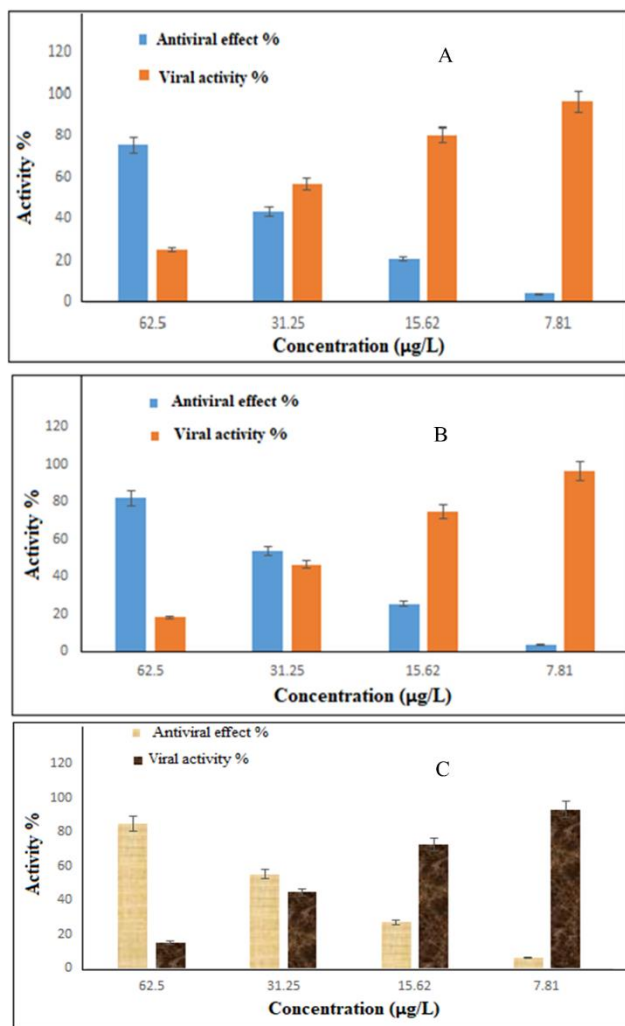 Antiviral effect %
A
Viral activity %
120
100
80
60
40
20
0
Activity %
62.5 31.25 15.62 7.81
Concentration (µg/L)
Antiviral effect %
Viral activity %
B
120
100
80
60
40
20
0
Activity %
62.5 31.25 15.62 7.81
Concentration (µg/L)
Antiviral effect %
Viral activity %
C
120
100
80
60
40
20
0
Activity %
62.5 31.25 15.62 7.81
Concentration (µg/L)